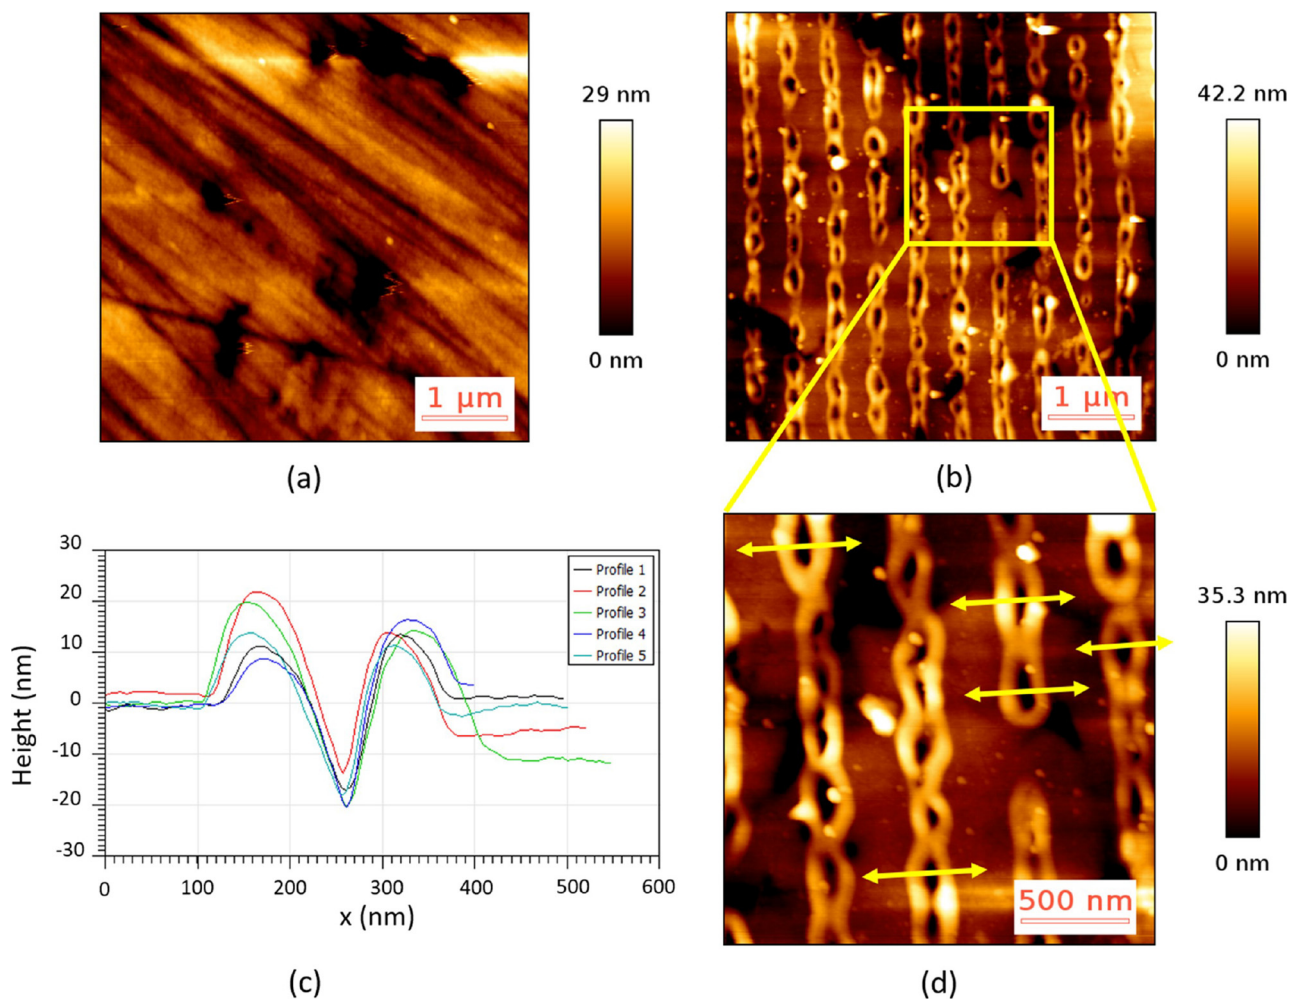 29 nm
0 nm
1 µm
(a)
42.2 nm
0 nm
1 µm
(b)
30
20
10
0
-10
-20
-30
Height (nm)
0
100
200
300
400
500
600
x (nm)
Profile 1
Profile 2
Profile 3
Profile 4
Profile 5
(c)
35.3 nm
0 nm
500 nm
(d)